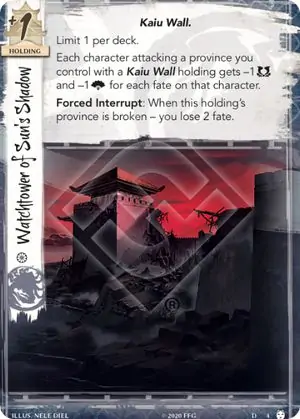 +1
HOLDING
Watchtower of Sun's Shadow
Kaiu Wall.
Limit 1 per deck.
Each character attacking a province you
control with a Kaiu Wall holding gets –1
and –1 for each fate on that character.
Forced Interrupt: When this holding's
province is broken – you lose 2 fate.
®
ILLUS. NELE DIEL
© 2020 FFG
D 4